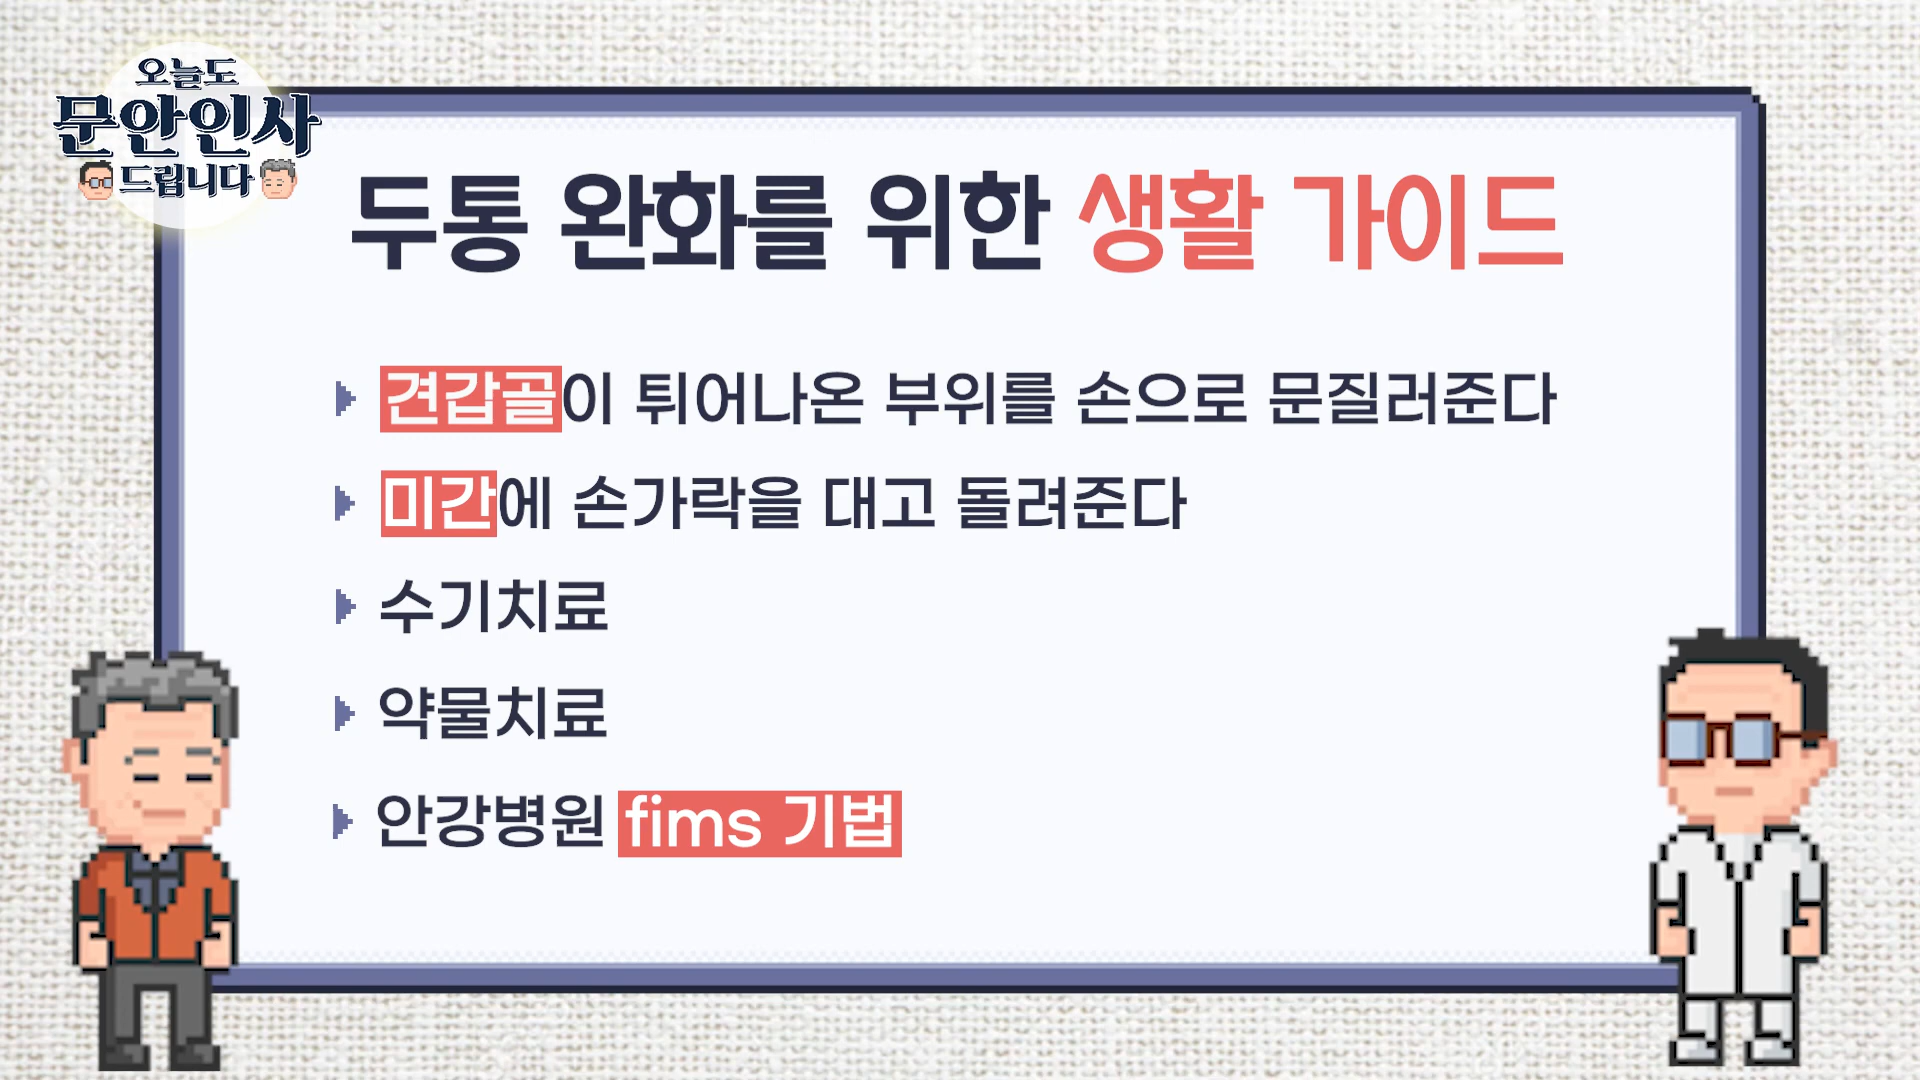 오늘도
문안인사
드립니다
두통 완화를 위한 생활 가이드
견갑골이 튀어나온 부위를 손으로 문질러준다
미간에 손가락을 대고 돌려준다
수기치료
약물치료
안강병원 fims 기법